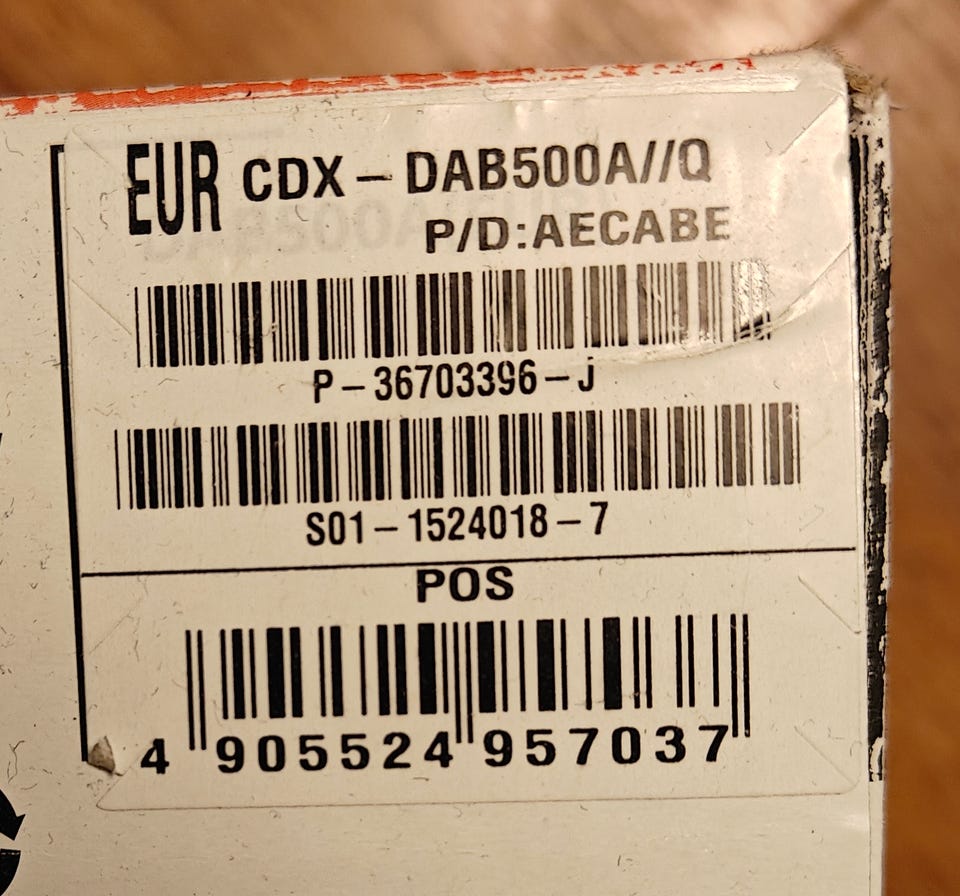 EUR CDX-DAB500A//Q
P/D:AECABE
P-36703396-J
S01-1524018-7
POS
4 905524 957037